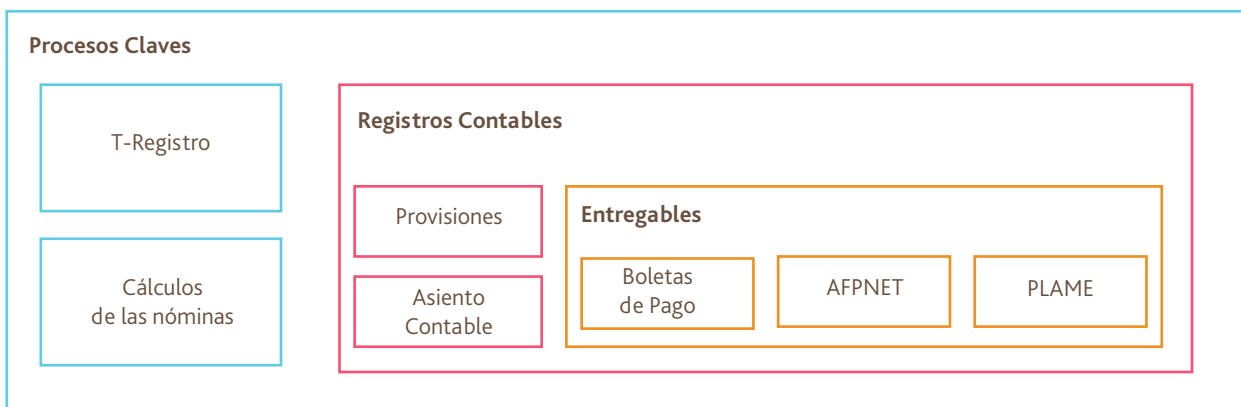 Procesos Claves
T-Registro
Cálculos
de las nóminas
Registros Contables
Provisiones
Asiento
Contable
Entregables
Boletas
de Pago
AFPNET
PLAME